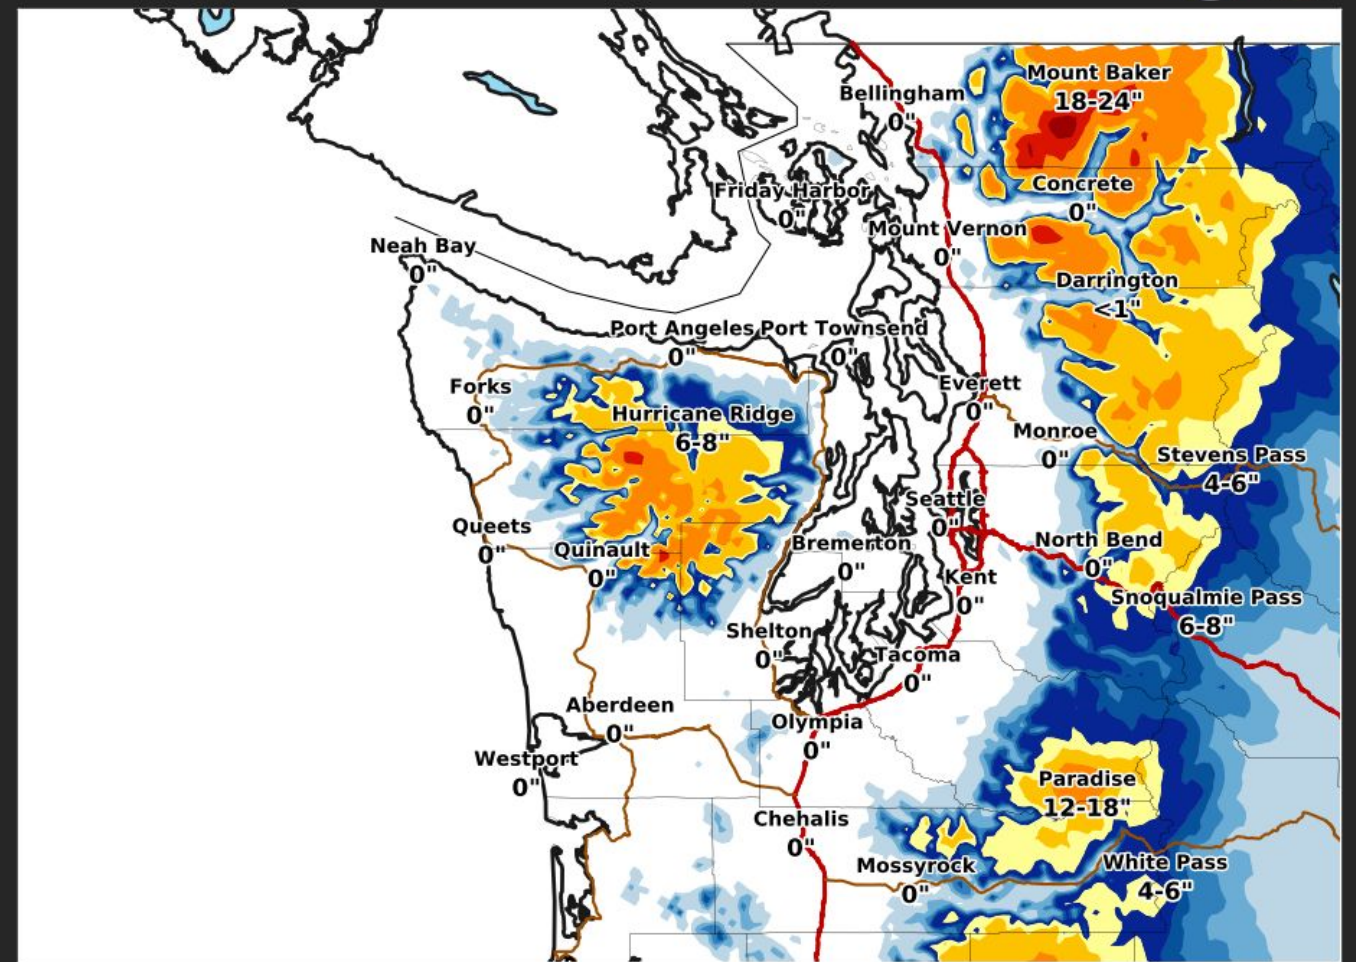 Mount Baker
18-24"
Bellingham
0"
Concrete
0"
Friday Harbor
0"
Mount Vernon
0"
Neah Bay
0"
Darrington
<1"
Port Angeles
0"
Port Townsend
0"
Forks
0"
Everett
0"
Hurricane Ridge
6-8"
Monroe
0"
Stevens Pass
4-6"
Seattle
0"
Queets
0"
Quinault
0"
Bremerton
0"
North Bend
0"
Kent
0"
Snoqualmie Pass
6-8"
Shelton
0"
Tacoma
0"
Aberdeen
0"
Olympia
0"
Westport
0"
Paradise
12-18"
Chehalis
0"
Mossyrock
0"
White Pass
4-6"